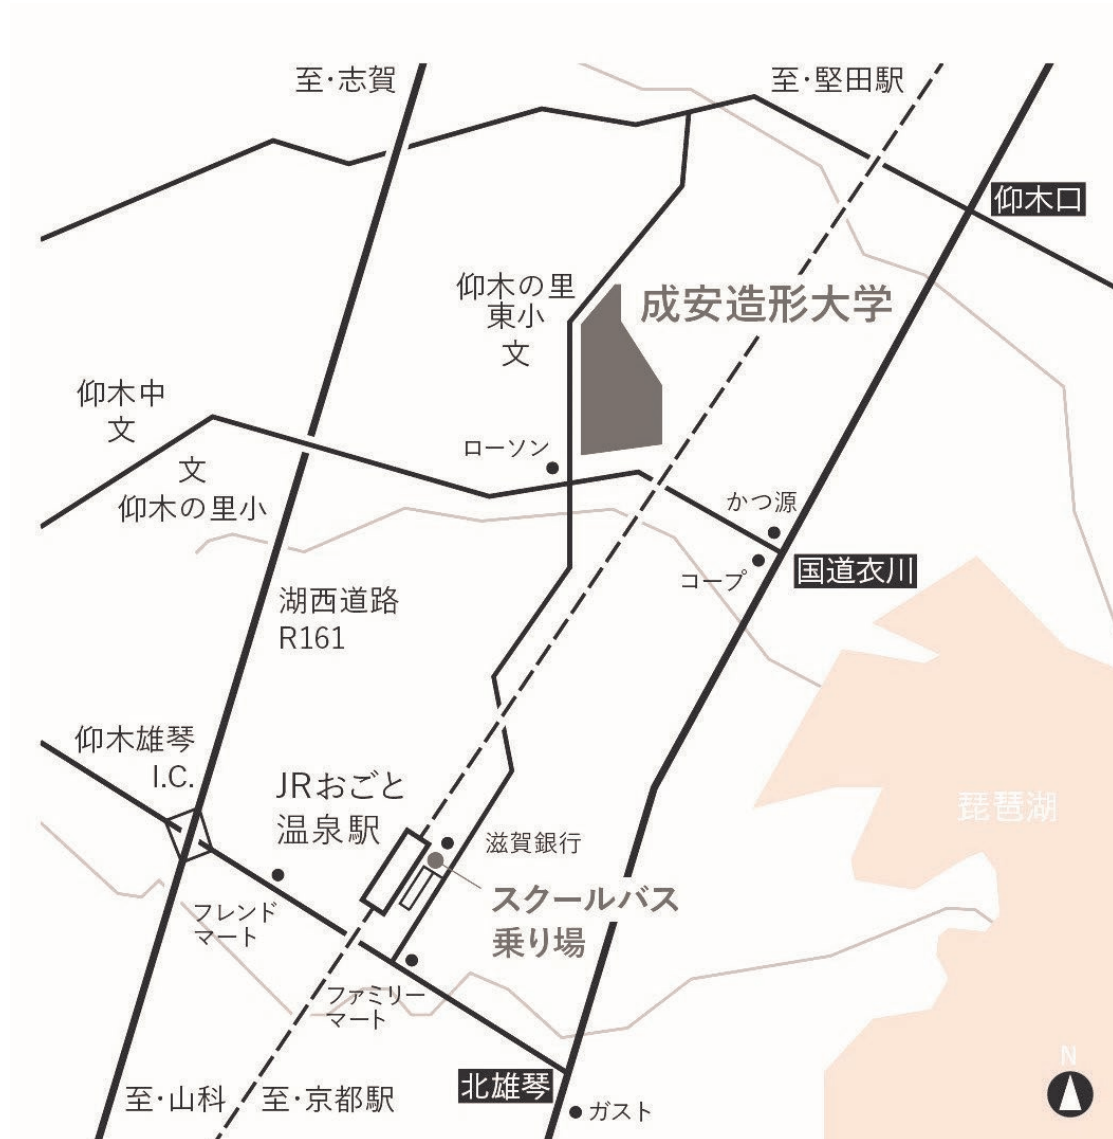 至・志賀
至・堅田駅
仰木口
仰木の里
東小
文
成安造形大学
仰木中
文
ローソン
文
仰木の里小
かつ源
コープ
国道衣川
湖西道路
R161
仰木雄琴
I.C.
JRおごと
温泉駅
琵琶湖
滋賀銀行
スクールバス
乗り場
フレンド
マート
ファミリー
マート
N
至・山科
至・京都駅
北雄琴
ガスト